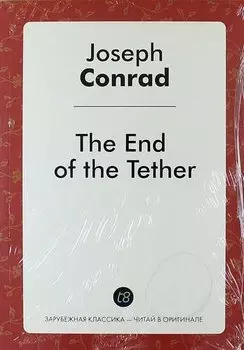 Joseph
Conrad
The End
of the Tether
t8
ЗАРУБЕЖНАЯ КЛАССИКА — ЧИТАЙ В ОРИГИНАЛЕ